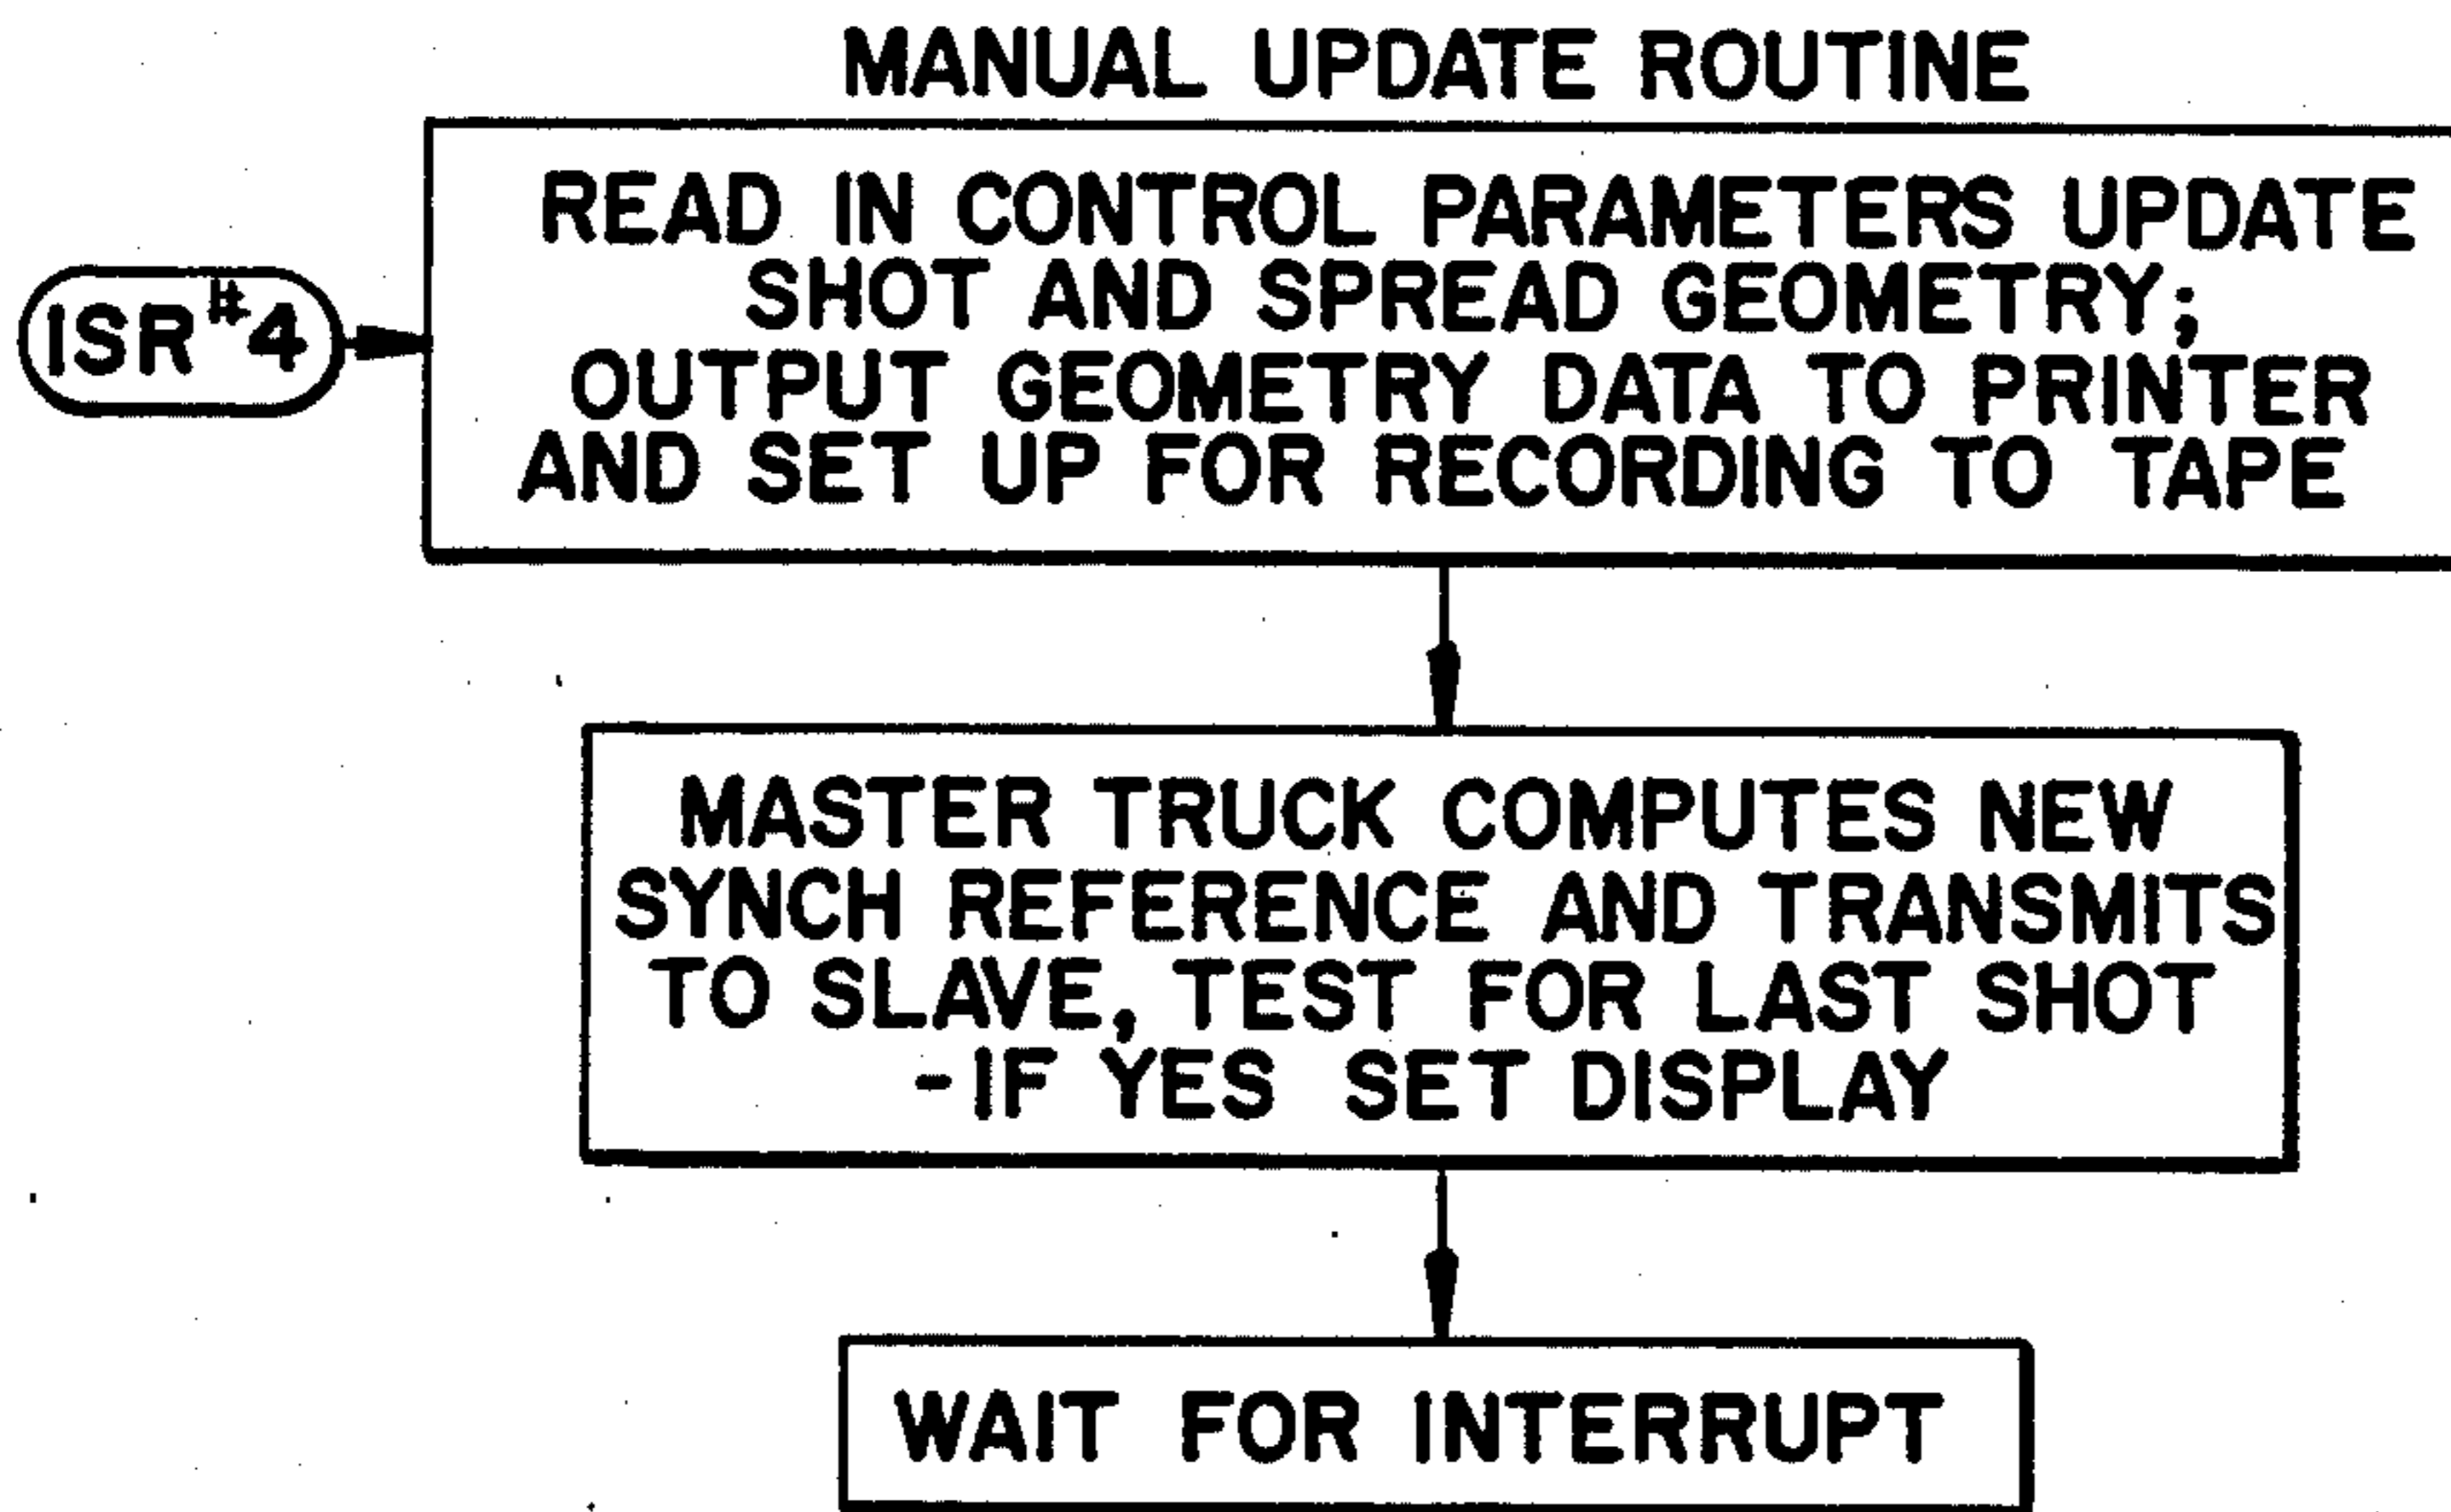 MANUAL UPDATE ROUTINE
READ IN CONTROL PARAMETERS UPDATE
SHOT AND SPREAD GEOMETRY;
ISR #4
OUTPUT GEOMETRY DATA TO PRINTER
AND SET UP FOR RECORDING TO TAPE
MASTER TRUCK COMPUTES NEW
SYNCH REFERENCE AND TRANSMITS
TO SLAVE, TEST FOR LAST SHOT
-IF YES SET DISPLAY
WAIT FOR INTERRUPT